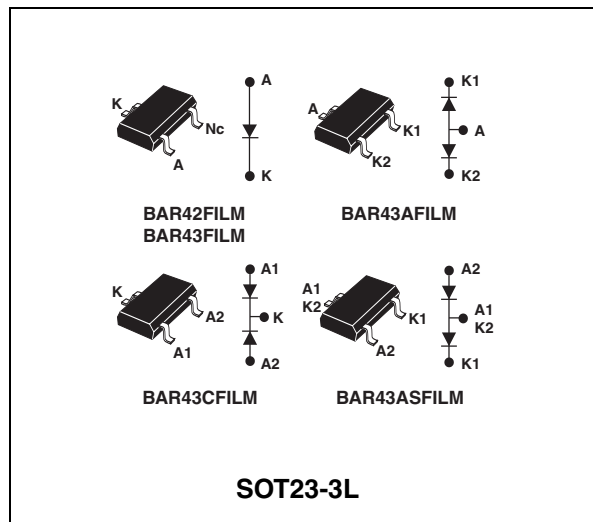 K
Nc
A
A
K
BAR42FILM
BAR43FILM
A
K1
K2
K1
A
K2
BAR43AFILM
K
A2
A1
A1
K
A2
BAR43CFILM
A1
K2
K1
A2
A2
A1
K2
K1
BAR43ASFILM
SOT23-3L